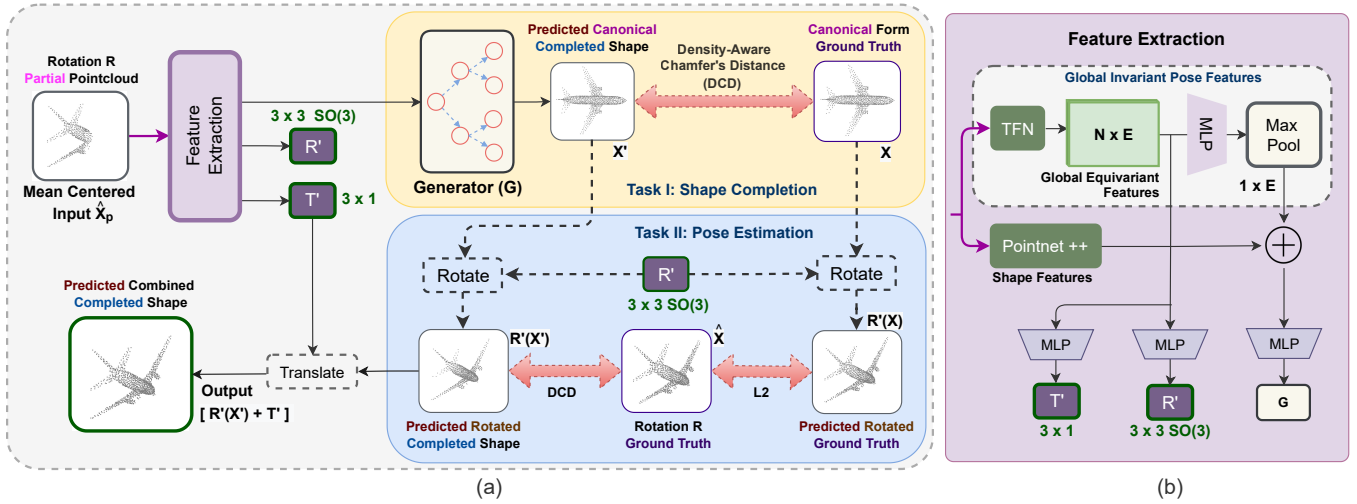 Rotation R
Partial Pointcloud
Mean Centered
Input X̂p
Feature
Extraction
3 x 3 SO(3)
R'
T'
3 x 1
Generator (G)
Predicted Canonical
Completed Shape
X'
Density-Aware
Chamfer's Distance
(DCD)
Canonical Form
Ground Truth
X
Task I: Shape Completion
Task II: Pose Estimation
Rotate
R'
3 x 3 SO(3)
Rotate
R'(X')
DCD
X̂
L2
R'(X)
Predicted Rotated
Completed Shape
Rotation R
Ground Truth
Predicted Rotated
Ground Truth
Predicted Combined
Completed Shape
Translate
Output
[ R'(X') + T' ]
(a)
Feature Extraction
Global Invariant Pose Features
TFN
N x E
MLP
Max
Pool
Global Equivariant
Features
1 x E
Pointnet ++
Shape Features
MLP
MLP
MLP
T'
R'
G
3 x 1
3 x 3 SO(3)
(b)